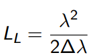 L_L = λ² / 2Δλ